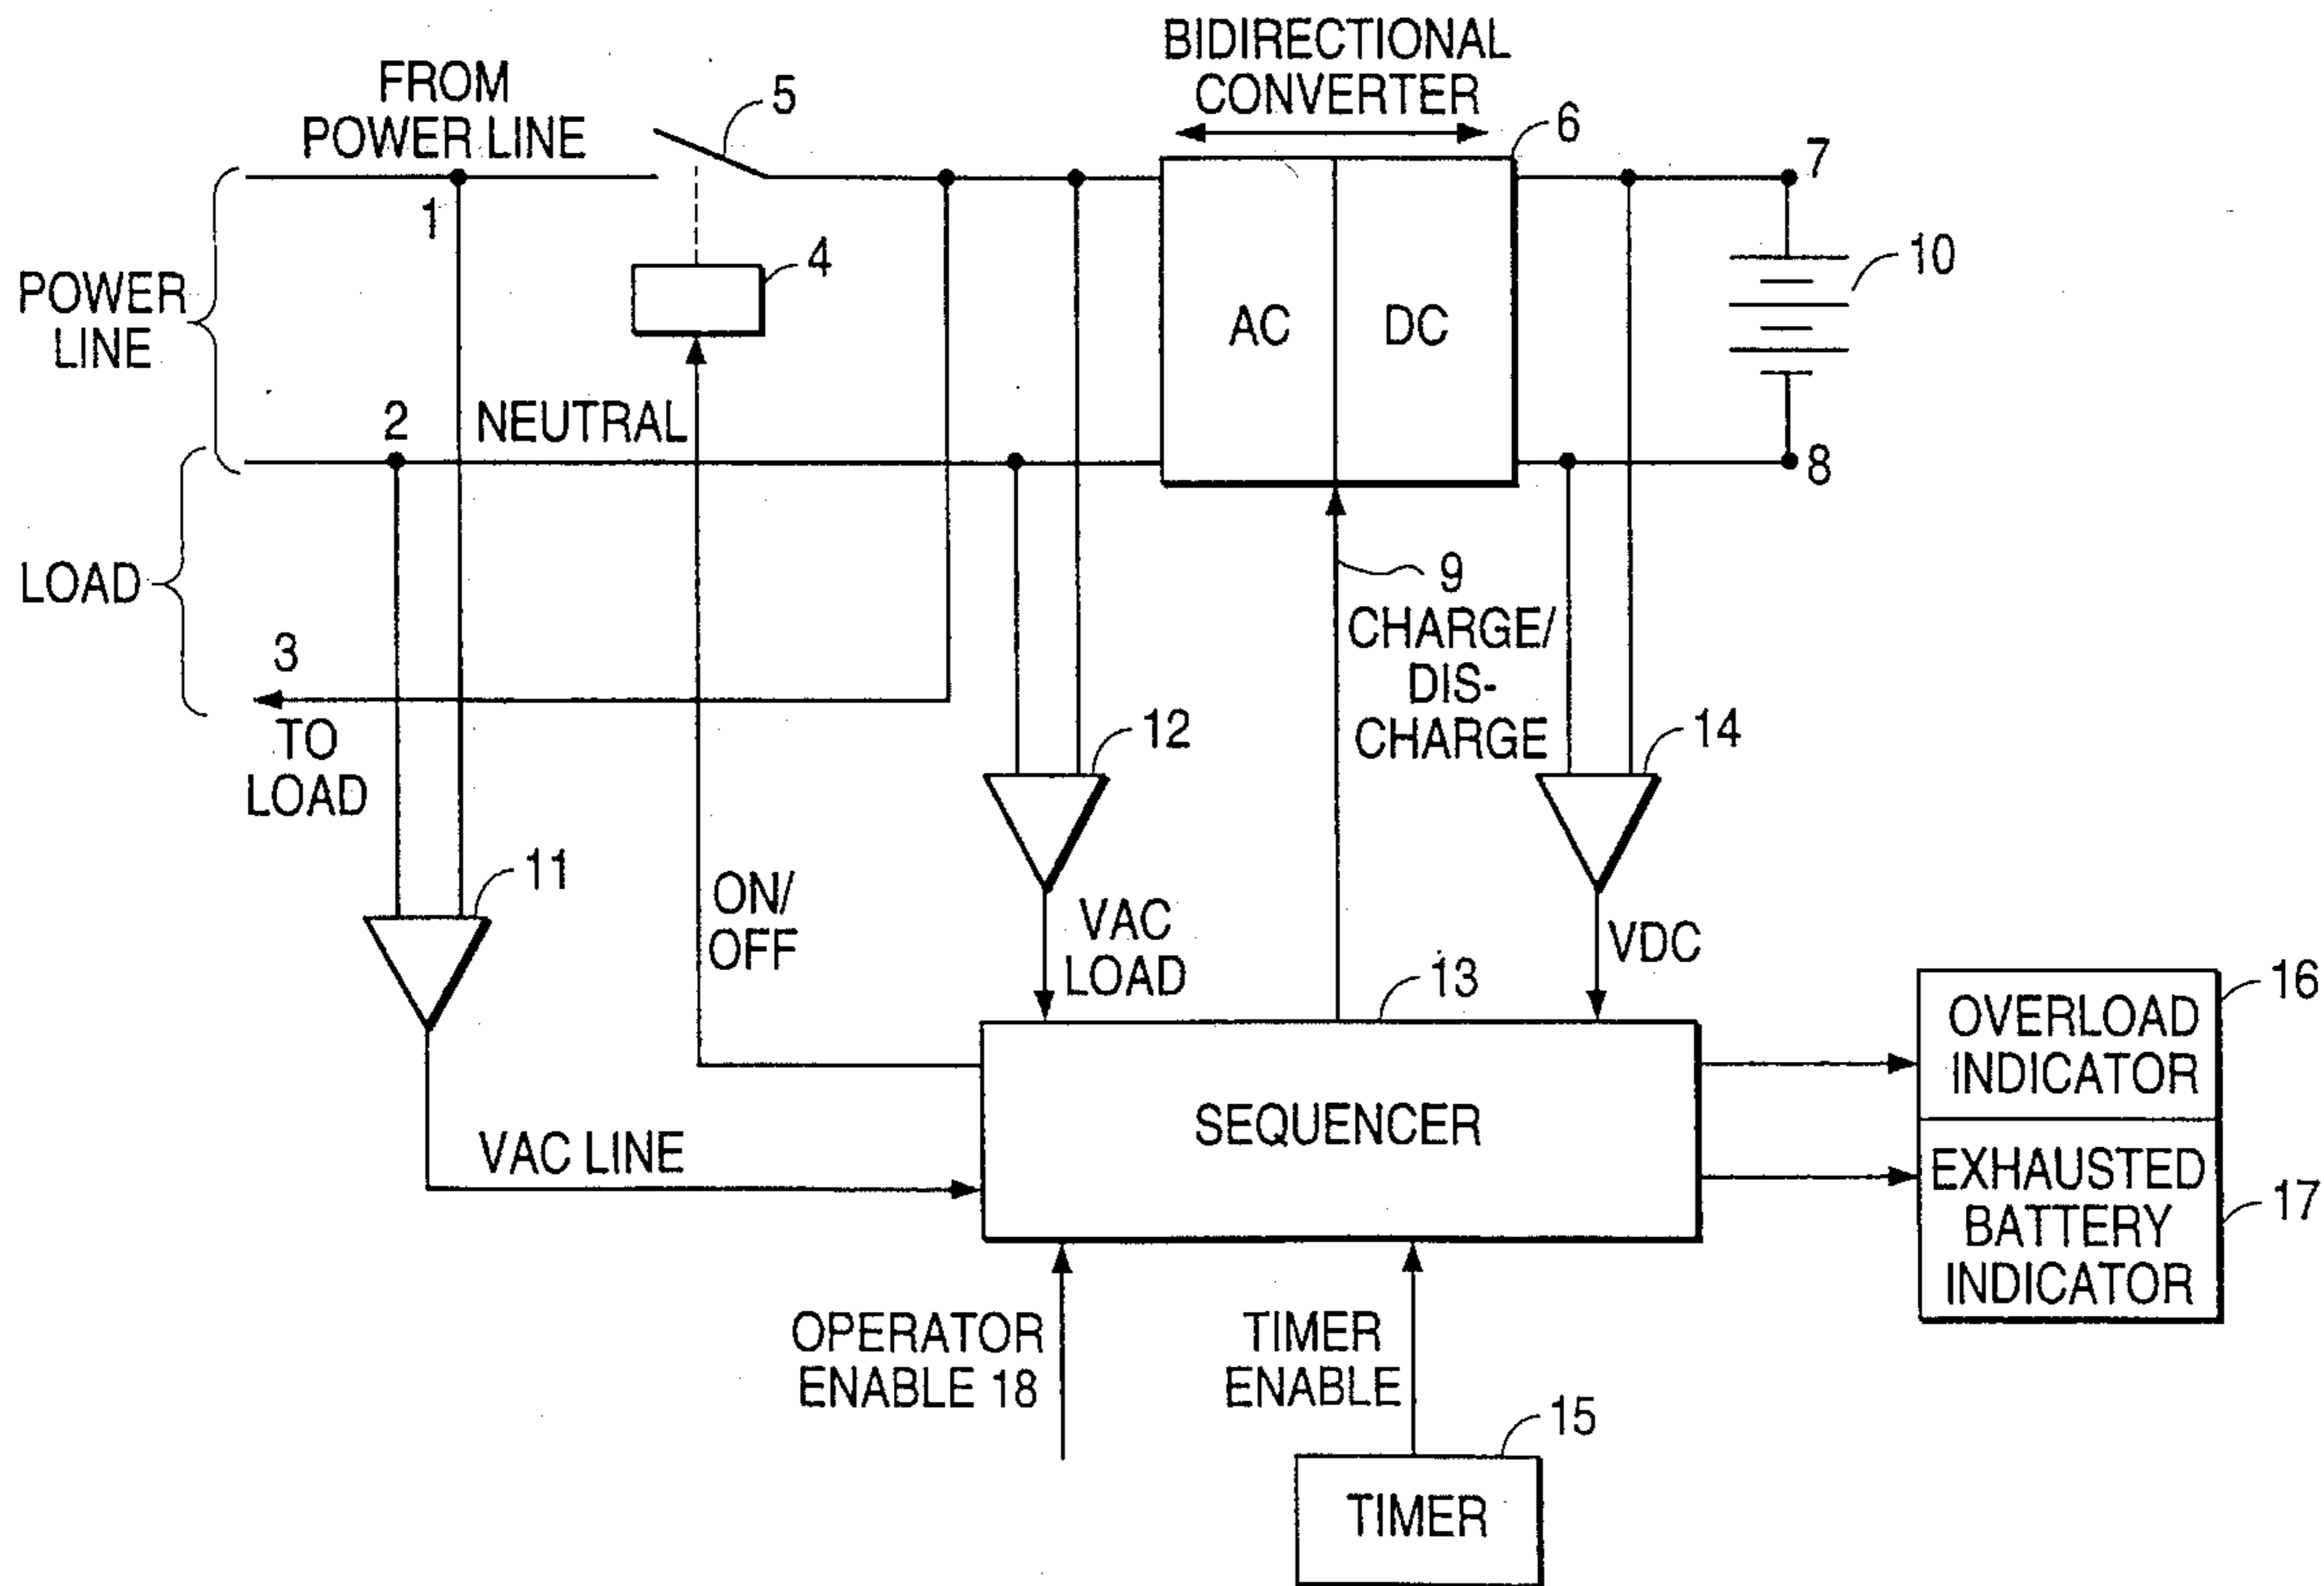 BIDIRECTIONAL
CONVERTER
FROM
POWER LINE
5
6
7
1
4
10
POWER
LINE
AC
DC
2
NEUTRAL
8
LOAD
9
CHARGE/
DIS-
CHARGE
3
TO
LOAD
12
14
11
ON/
OFF
VAC
LOAD
VDC
13
16
OVERLOAD
INDICATOR
SEQUENCER
VAC LINE
EXHAUSTED
BATTERY
INDICATOR
17
OPERATOR
ENABLE 18
TIMER
ENABLE
15
TIMER